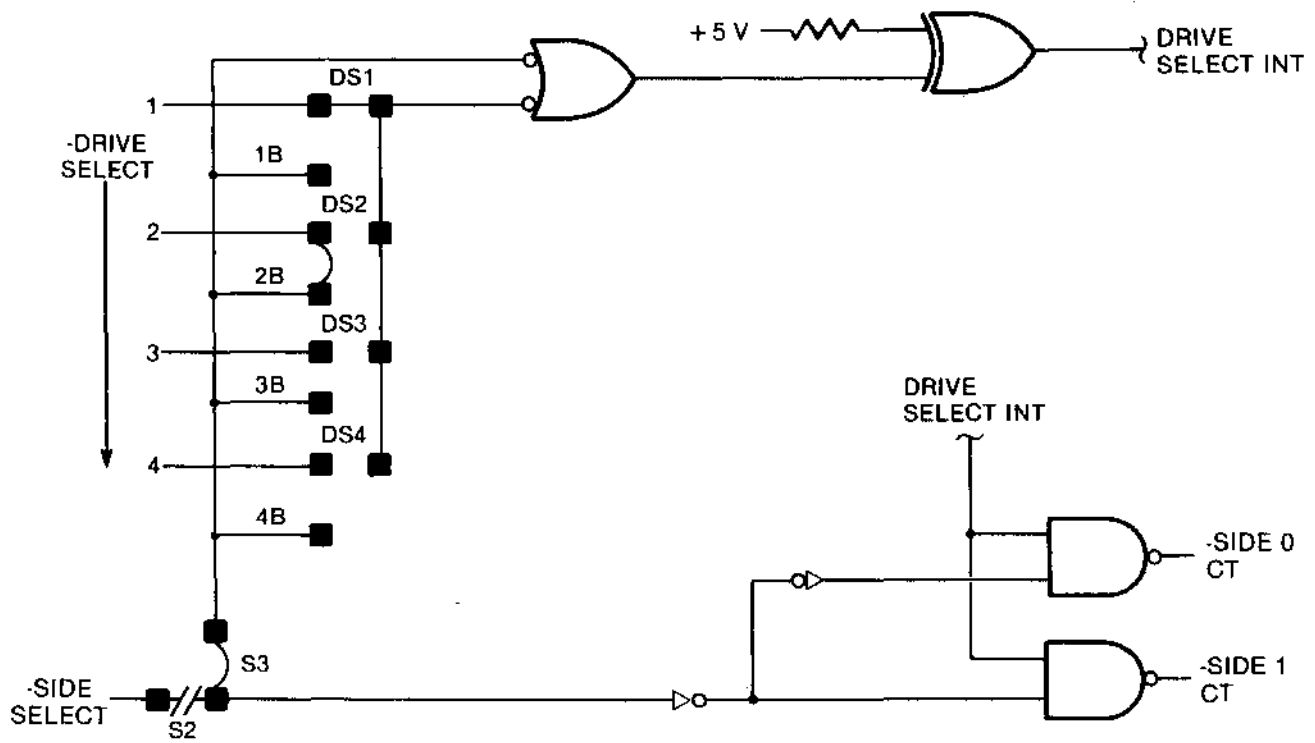 + 5 V
DRIVE
SELECT INT
DS1
1
-DRIVE
SELECT
1B
DS2
2
2B
DS3
3
3B
DS4
4
4B
DRIVE
SELECT INT
-SIDE 0
CT
S3
-SIDE
SELECT
S2
-SIDE 1
CT